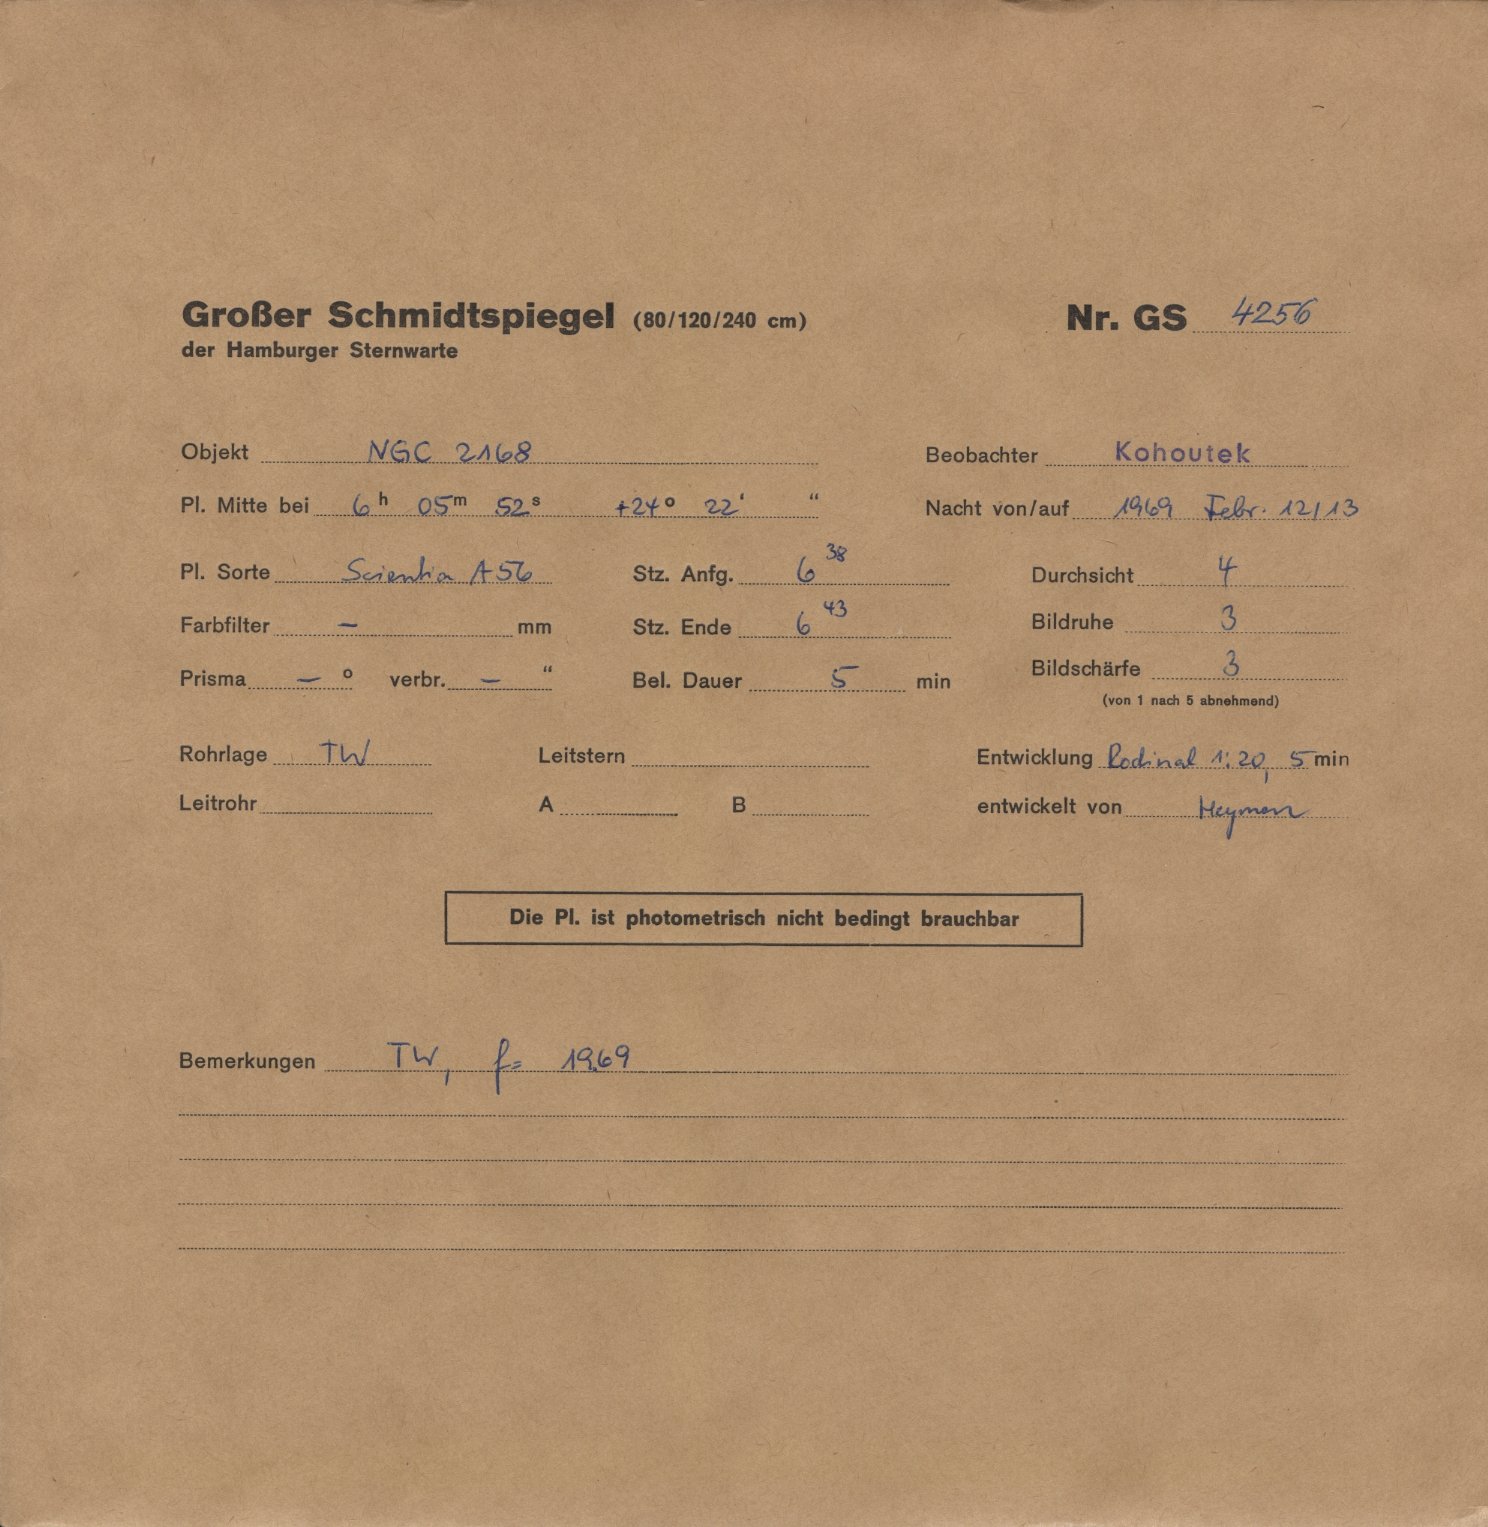 Großer Schmidtspiegel (80/120/240 cm) Nr. GS 4256
der Hamburger Sternwarte
Objekt NGC 2168 Beobachter Kohoutek
Pl. Mitte bei 6 h 05 m 52 s +24 o 22 ‘ “ Nacht von/auf 1969 Febr. 12/13
Pl. Sorte Scientia A56 Stz. Anfg. 6 38 Durchsicht 4
Farbfilter – mm Stz. Ende 6 43 Bildruhe 3
Prisma – o verbr. – “ Bel. Dauer 5 min Bildschärfe 3
(von 1 nach 5 abnehmend)
Rohrlage TW Leitstern Entwicklung Rodinal 1:20, 5 min
Leitrohr A B entwickelt von
Die Pl. ist photometrisch nicht bedingt brauchbar
Bemerkungen TW, f= 1969